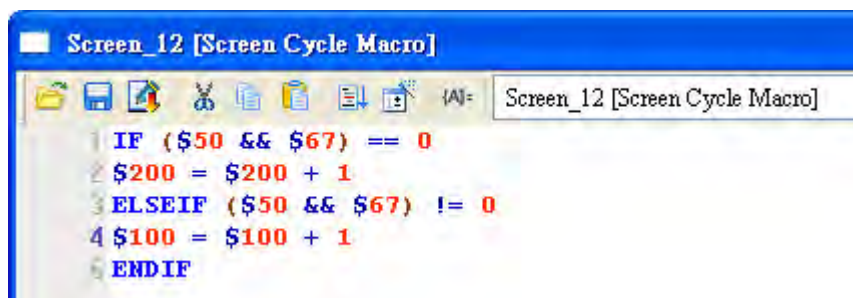 Screen_12 [Screen Cycle Macro]
{A}= Screen_12 [Screen Cycle Macro]
1 IF ($50 && $67) == 0
2 $200 = $200 + 1
3 ELSEIF ($50 && $67) != 0
4 $100 = $100 + 1
5 ENDIF